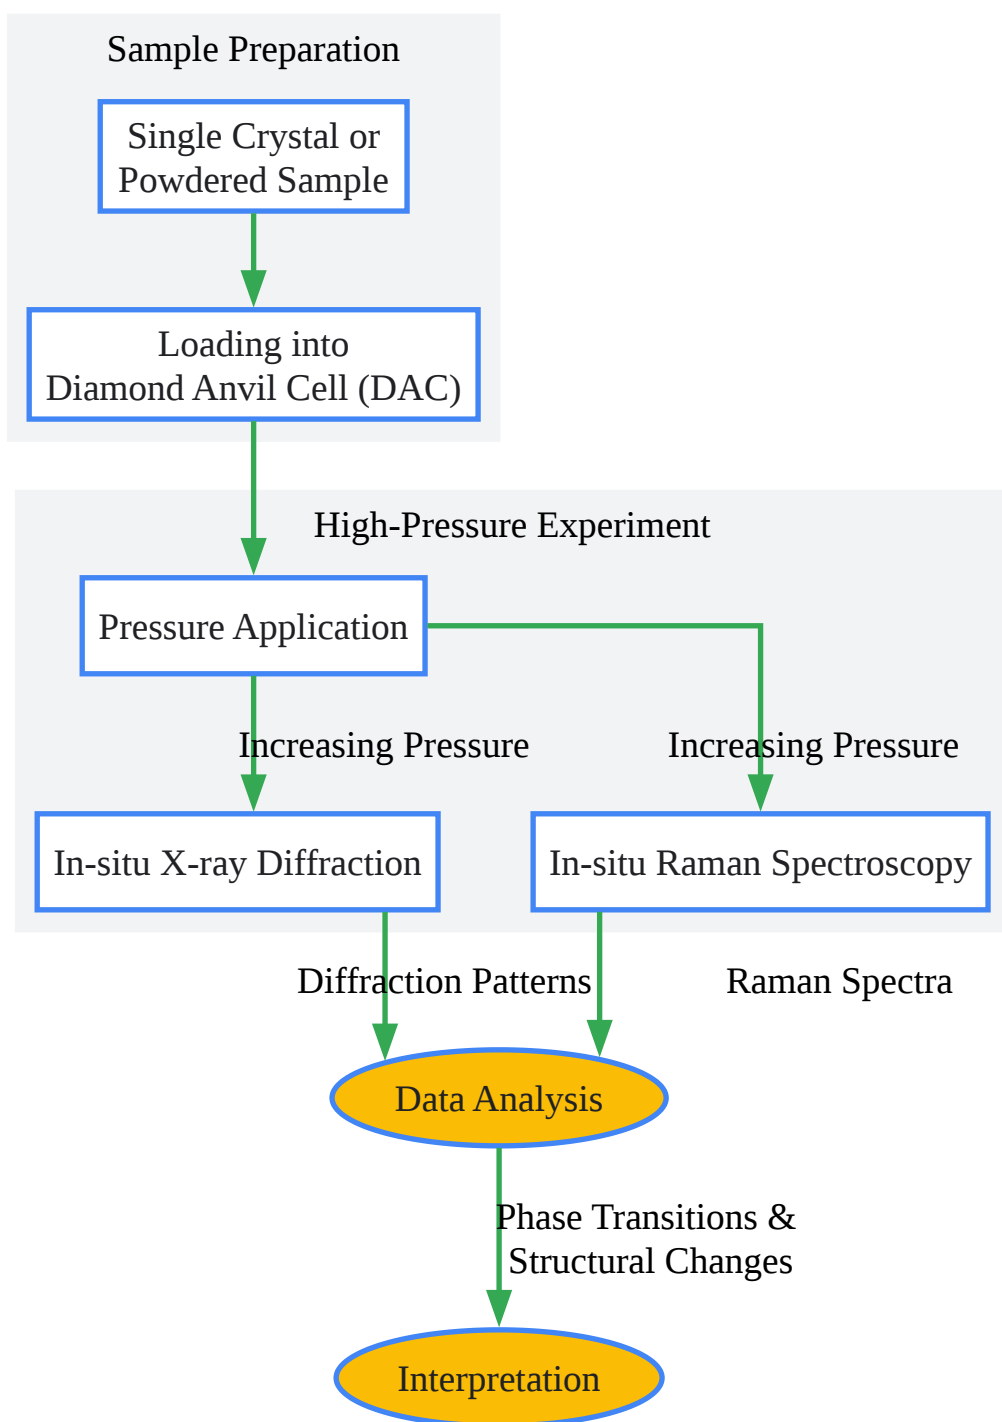 Sample Preparation
Single Crystal or
Powdered Sample
Loading into
Diamond Anvil Cell (DAC)
High-Pressure Experiment
Pressure Application
Increasing Pressure
Increasing Pressure
In-situ X-ray Diffraction
In-situ Raman Spectroscopy
Diffraction Patterns
Raman Spectra
Data Analysis
Phase Transitions &
Structural Changes
Interpretation